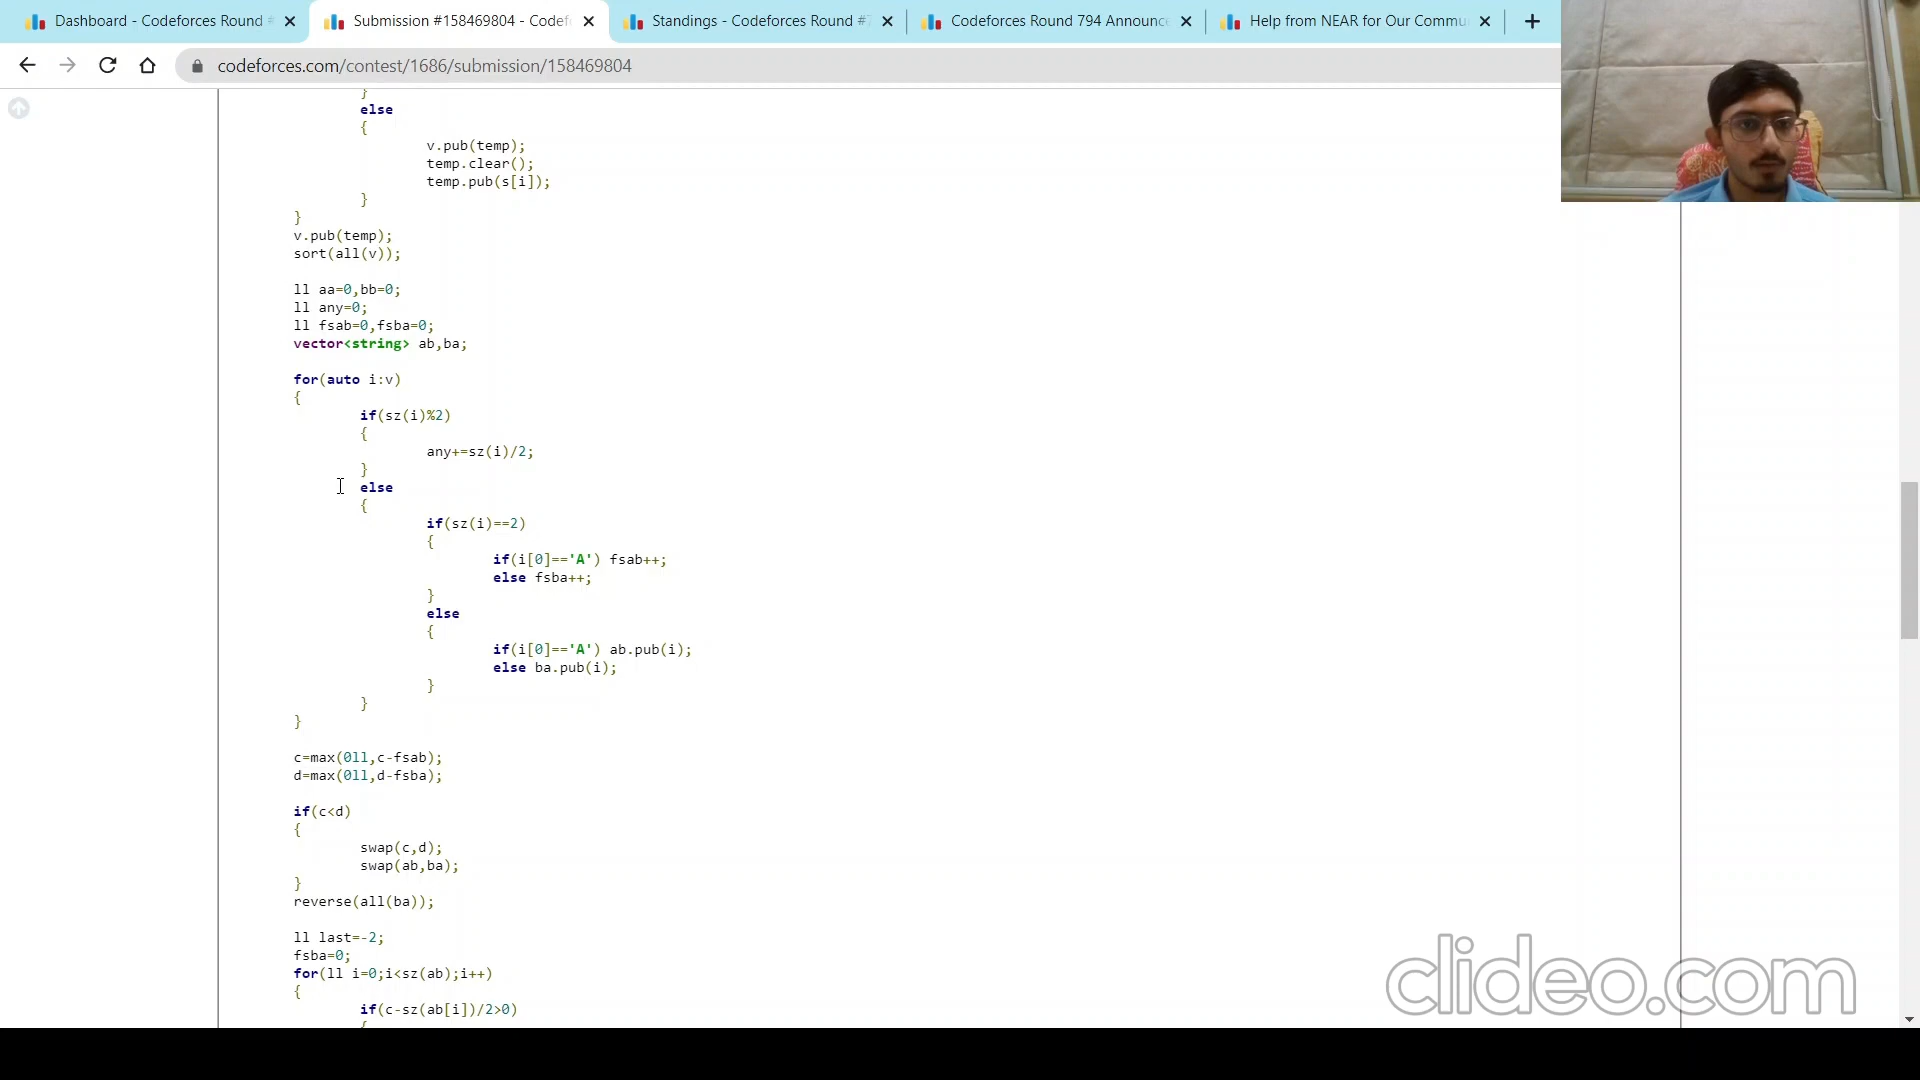 Dashboard - Codeforces Round #
Submission #158469804 - Codef
Standings - Codeforces Round #7
Codeforces Round 794 Announc
Help from NEAR for Our Commu
codeforces.com/contest/1686/submission/158469804
}
else
{
v.pub(temp);
temp.clear();
temp.pub(s[i]);
}
}
v.pub(temp);
sort(all(v));
ll aa=0,bb=0;
ll any=0;
ll fsab=0,fsba=0;
vector<string> ab,ba;
for(auto i:v)
{
if(sz(i)%2)
{
any+=sz(i)/2;
}
else
{
if(sz(i)==2)
{
if(i[0]=='A') fsab++;
else fsba++;
}
else
{
if(i[0]=='A') ab.pub(i);
else ba.pub(i);
}
}
}
c=max(0ll,c-fsab);
d=max(0ll,d-fsba);
if(c<d)
{
swap(c,d);
swap(ab,ba);
}
reverse(all(ba));
ll last=-2;
fsba=0;
for(ll i=0;i<sz(ab);i++)
{
if(c-sz(ab[i])/2>0)
{
clideo.com